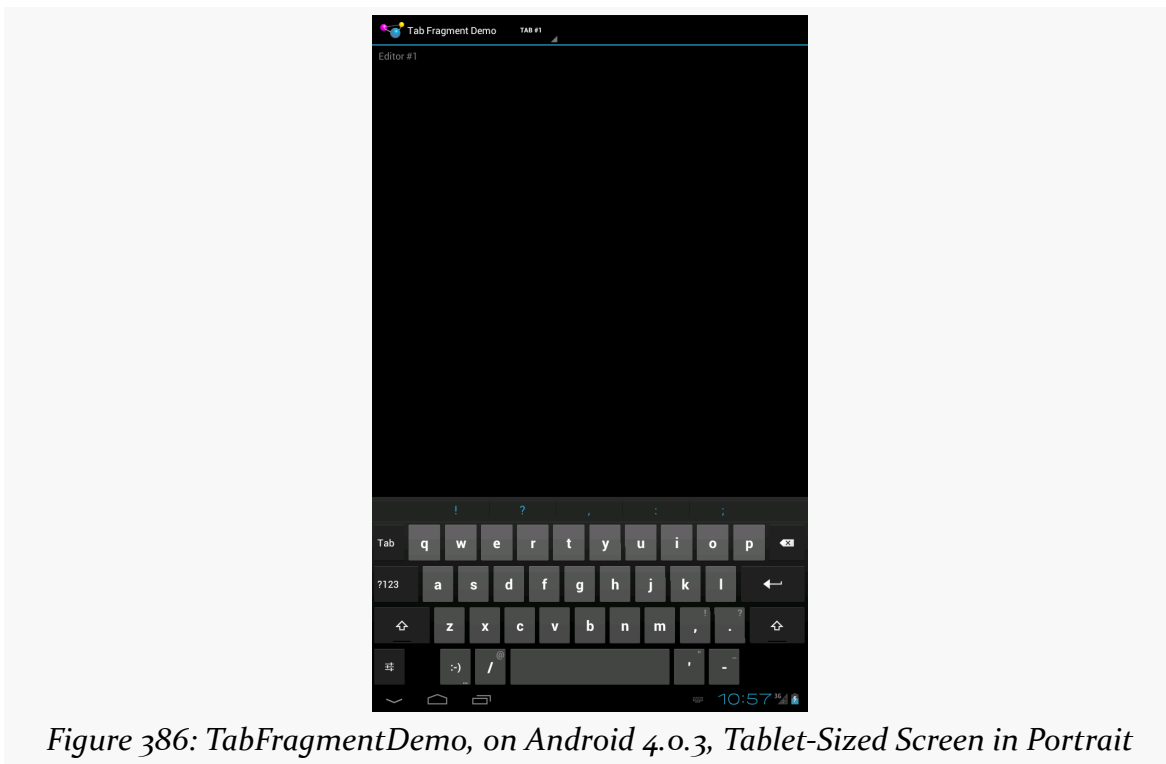 Tab Fragment Demo TAB #1
Editor #1
! ? , : ;
Tab q w e r t y u i o p
?123 a s d f g h j k l
z x c v b n m , ! . ?
:-) ... / @ ' " - _
10:57 3G
Figure 386: TabFragmentDemo, on Android 4.0.3, Tablet-Sized Screen in Portrait